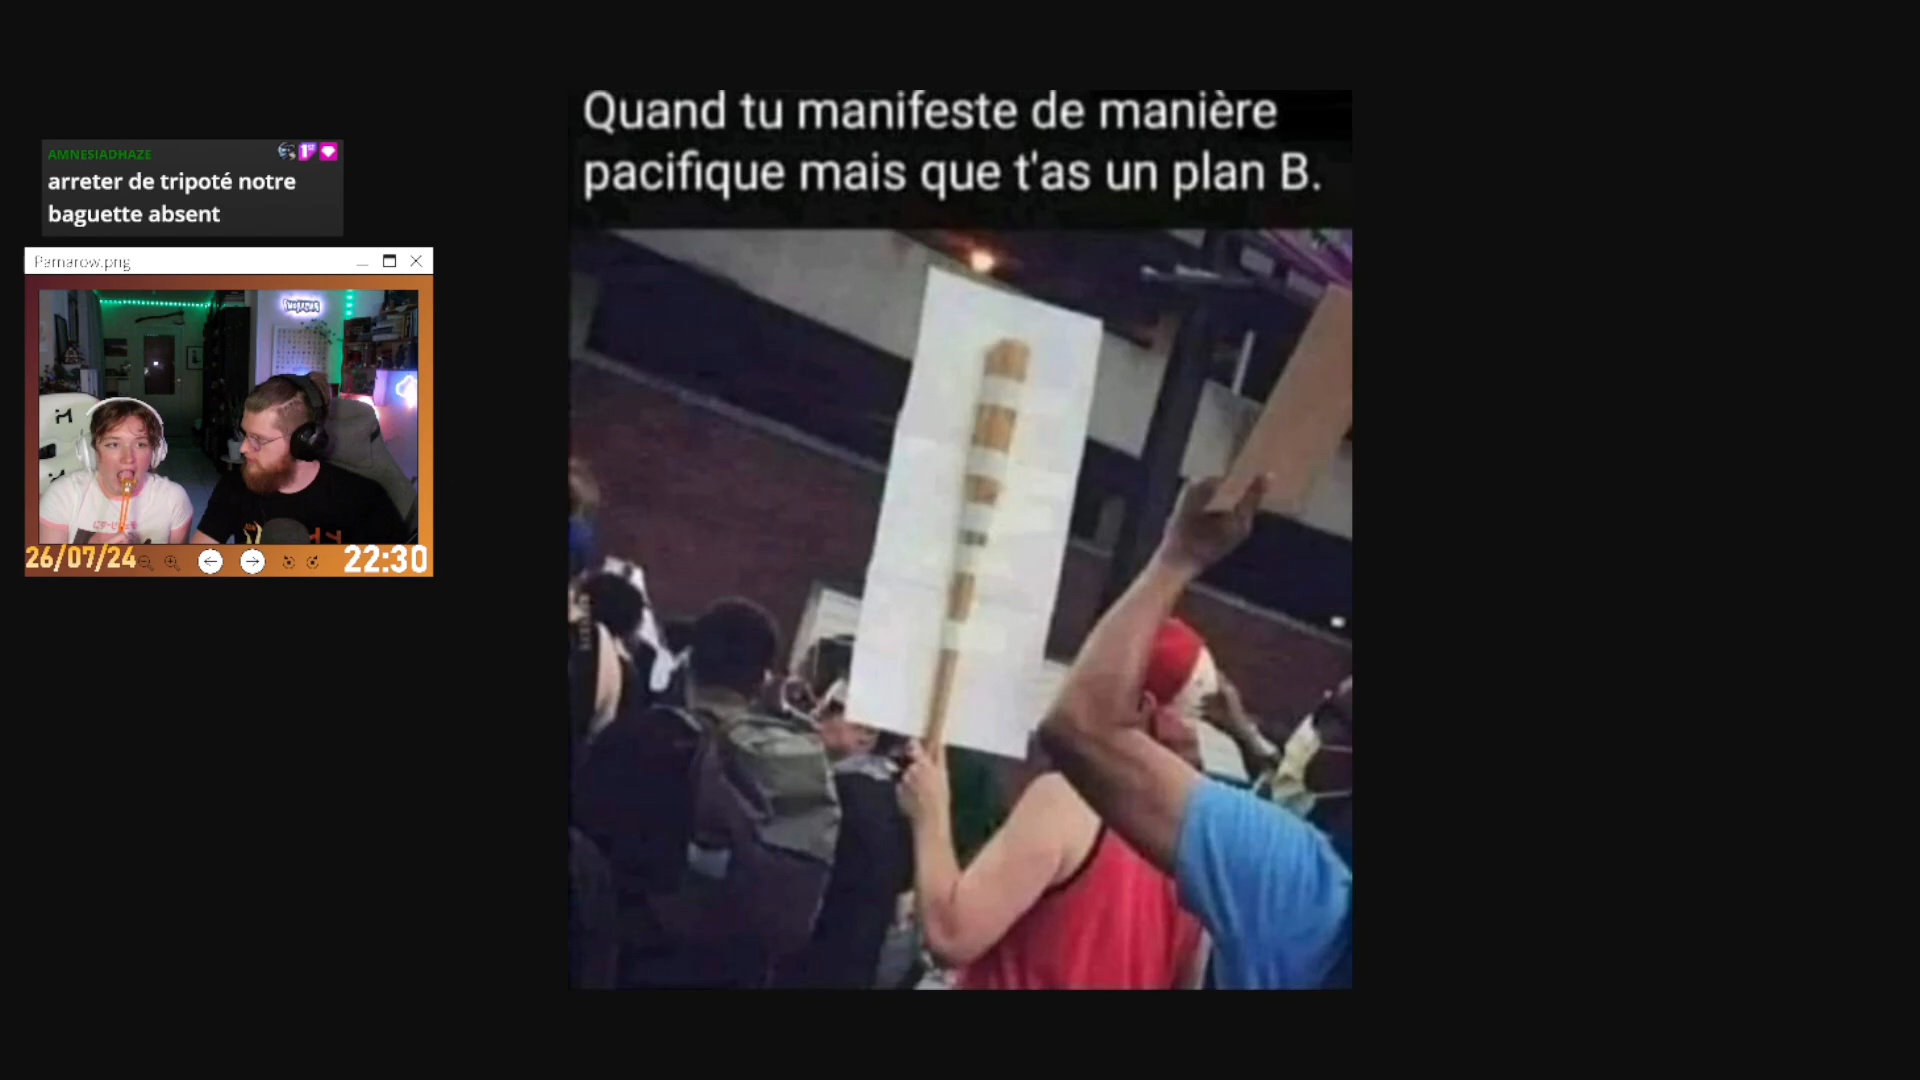 Quand tu manifeste de manière
pacifique mais que t'as un plan B.
AMNESIADHAZE
arreter de tripoté notre
baguette absent
Pamarow.png
26/07/24
22:30